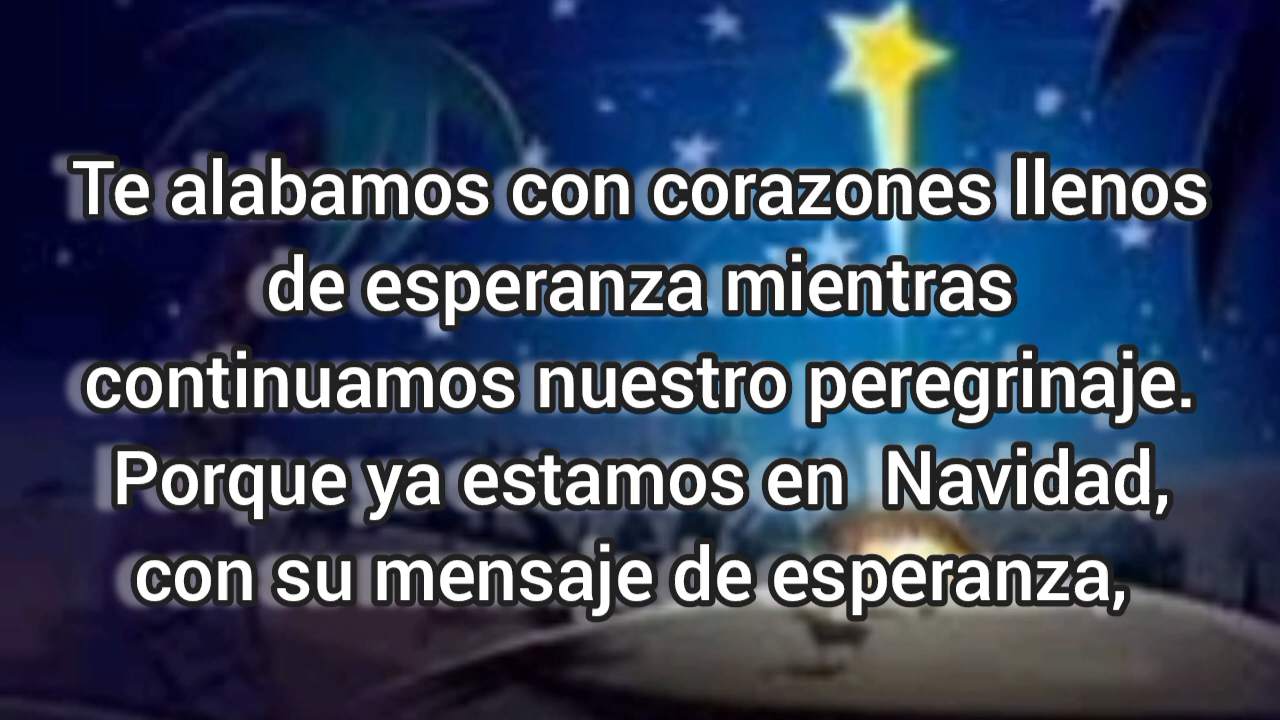 Te alabamos con corazones llenos
de esperanza mientras
continuamos nuestro peregrinaje.
Porque ya estamos en  Navidad,
con su mensaje de esperanza,